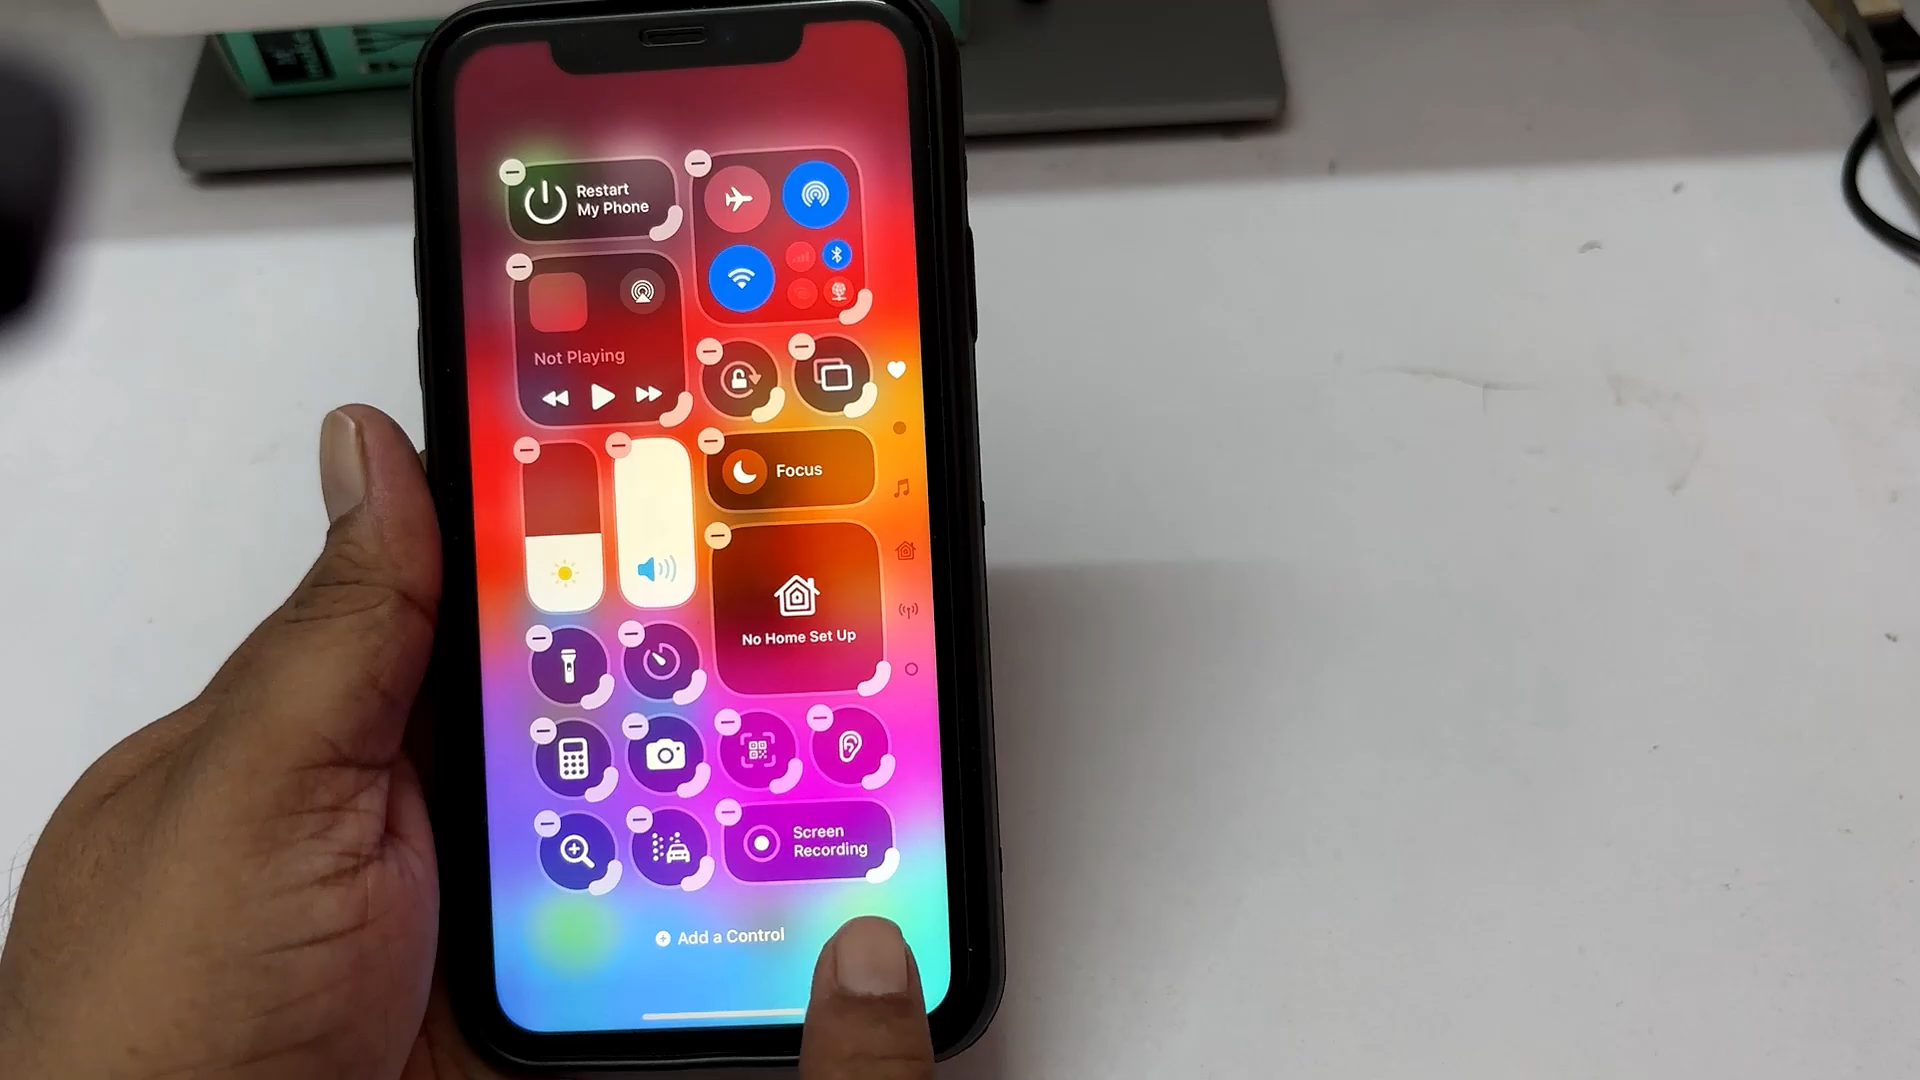 Restart
My Phone
Not Playing
Focus
No Home Set Up
Screen
Recording
Add a Control